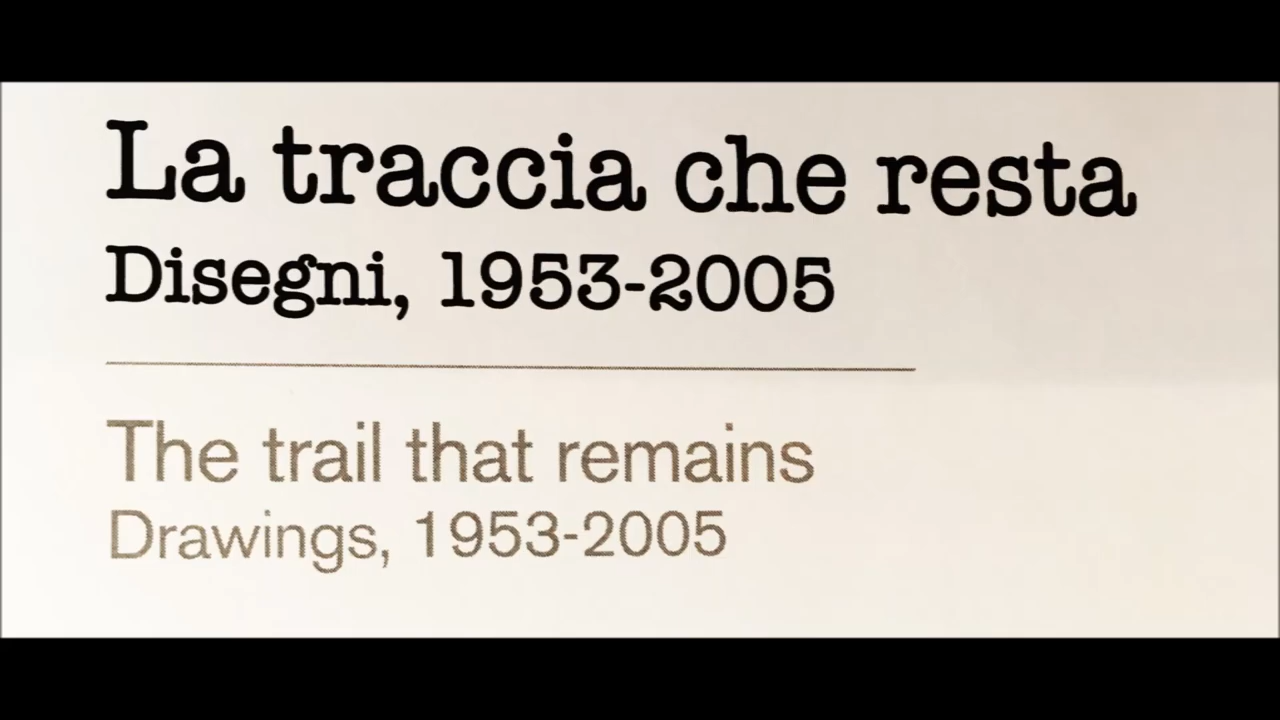 La traccia che resta
Disegni, 1953-2005
The trail that remains
Drawings, 1953-2005